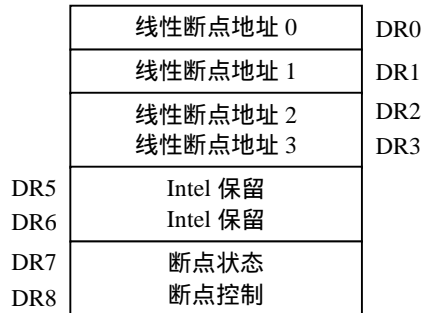 线性断点地址 0 DR0
线性断点地址 1 DR1
线性断点地址 2 DR2
线性断点地址 3 DR3
DR5 Intel 保留
DR6 Intel 保留
DR7 断点状态
DR8 断点控制